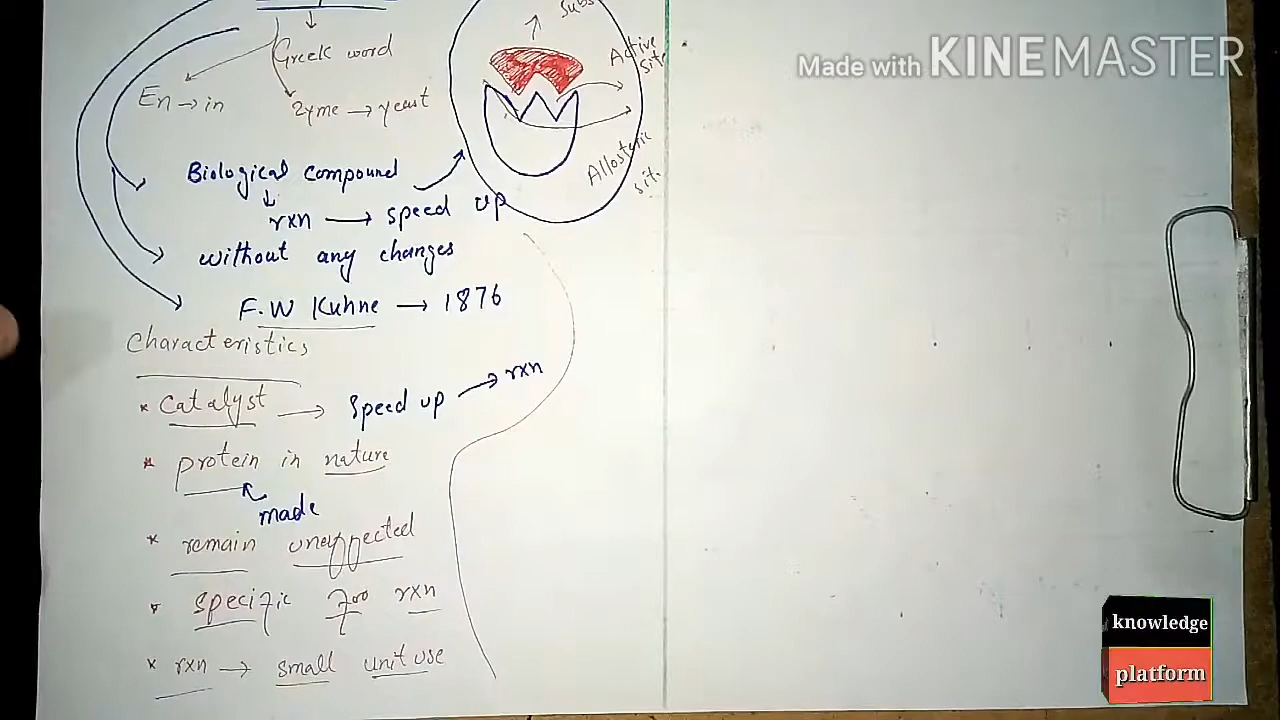 Subs
Greek word
Active
site
En → in
Zyme → yeast
Allosteric
site
Biological compound
rxn → speed up
without any changes
F.W Kuhne → 1876
Characteristics
* Catalyst → Speed up → rxn
* protein in nature
made
* remain uneffected
* specific for rxn
* rxn → small unit use
Made with KINEMASTER
knowledge
platform